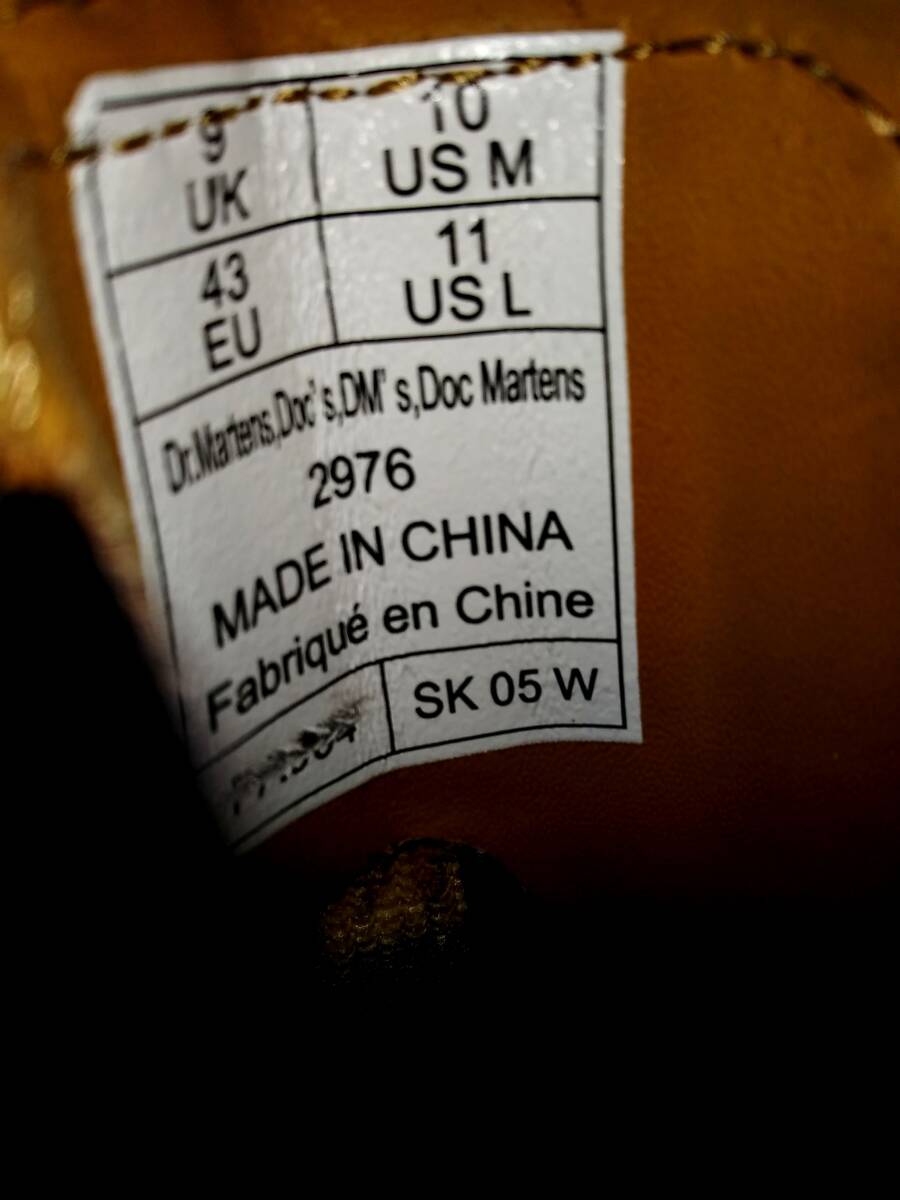 9 10
UK US M
43 11
EU US L
Dr.Martens,Doc's,DM's,Doc Martens
2976
MADE IN CHINA
Fabriqué en Chine
SK 05 W